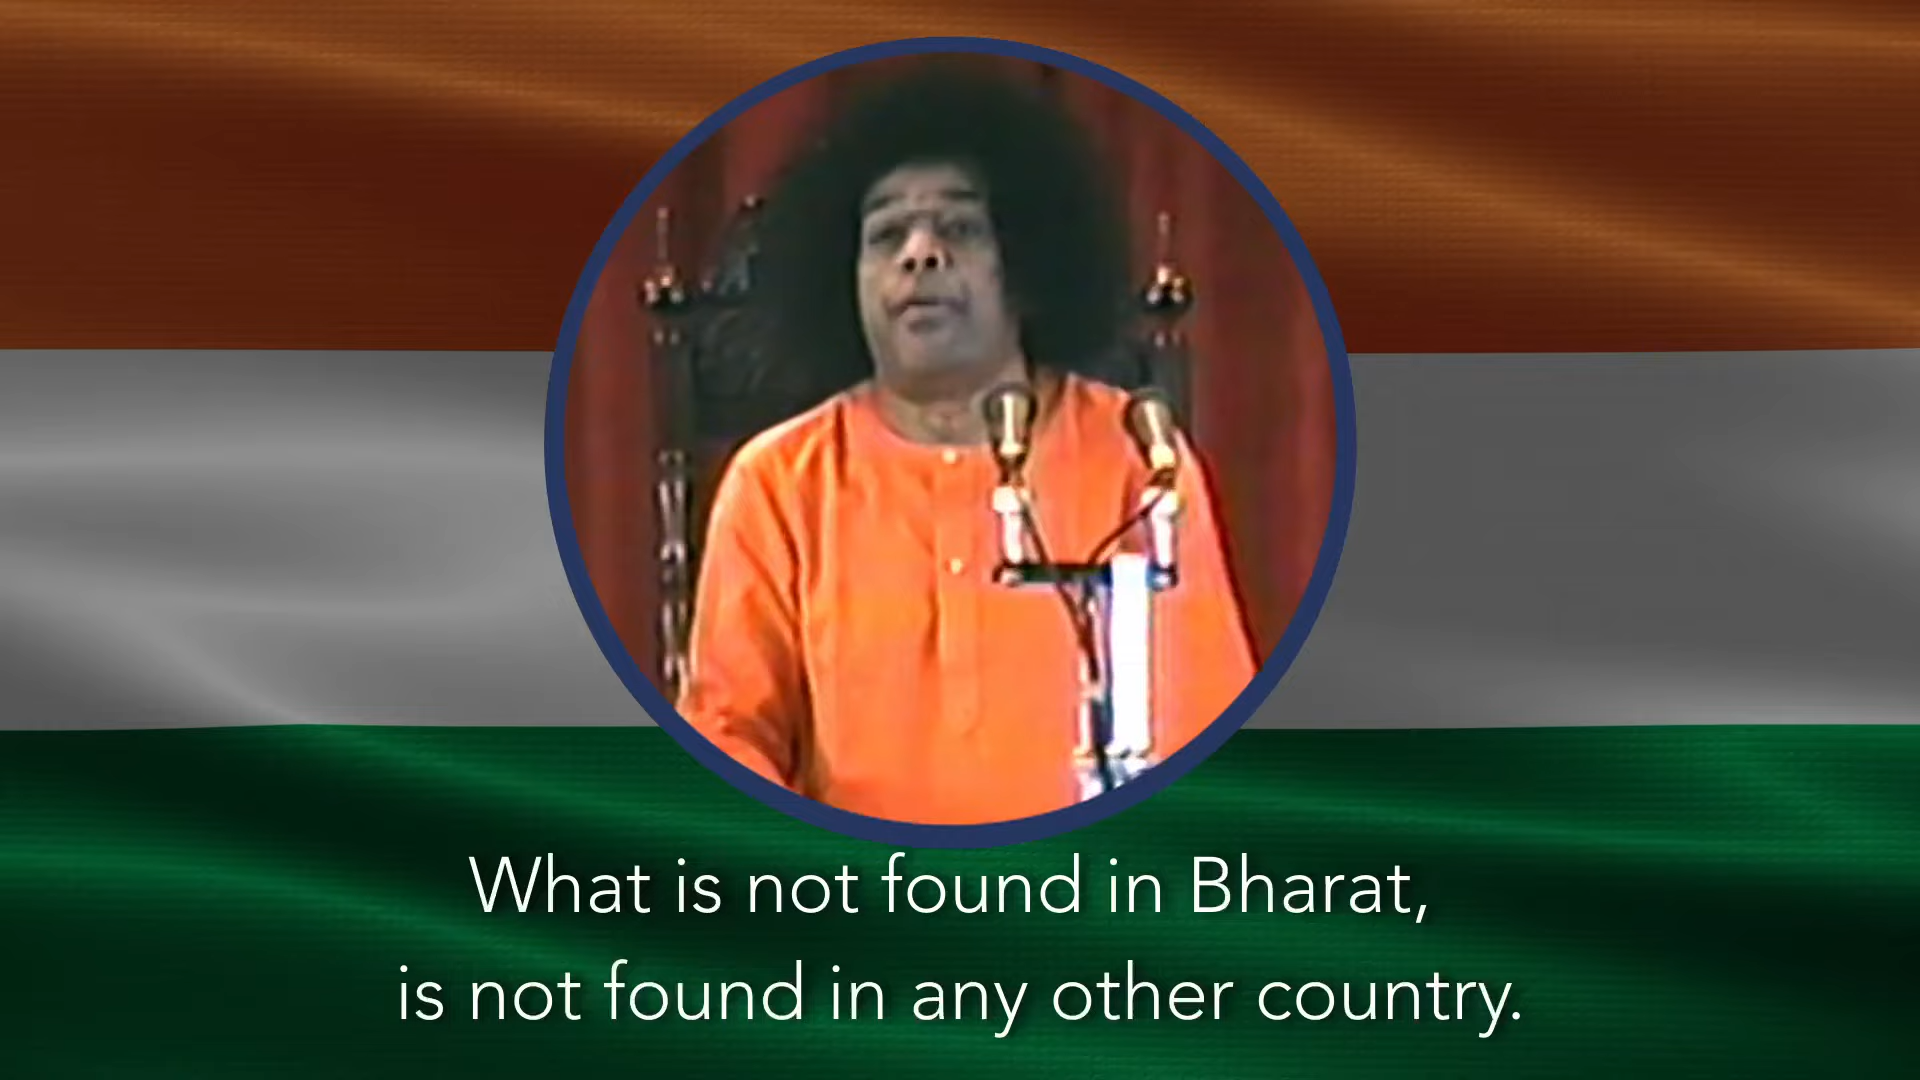 What is not found in Bharat,
is not found in any other country.